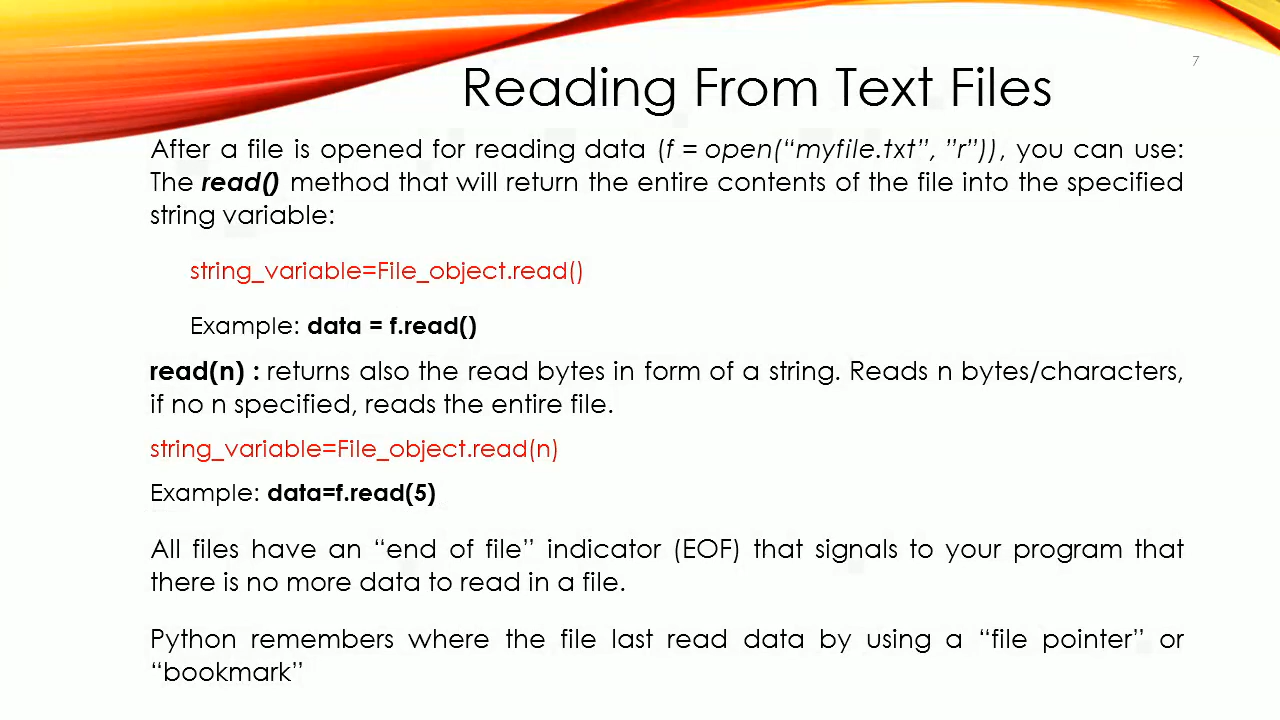 7
Reading From Text Files
After a file is opened for reading data (f = open(“myfile.txt”, ”r”)), you can use:
The read() method that will return the entire contents of the file into the specified
string variable:
string_variable=File_object.read()
Example: data = f.read()
read(n) : returns also the read bytes in form of a string. Reads n bytes/characters,
if no n specified, reads the entire file.
string_variable=File_object.read(n)
Example: data=f.read(5)
All files have an “end of file” indicator (EOF) that signals to your program that
there is no more data to read in a file.
Python remembers where the file last read data by using a “file pointer” or
“bookmark”